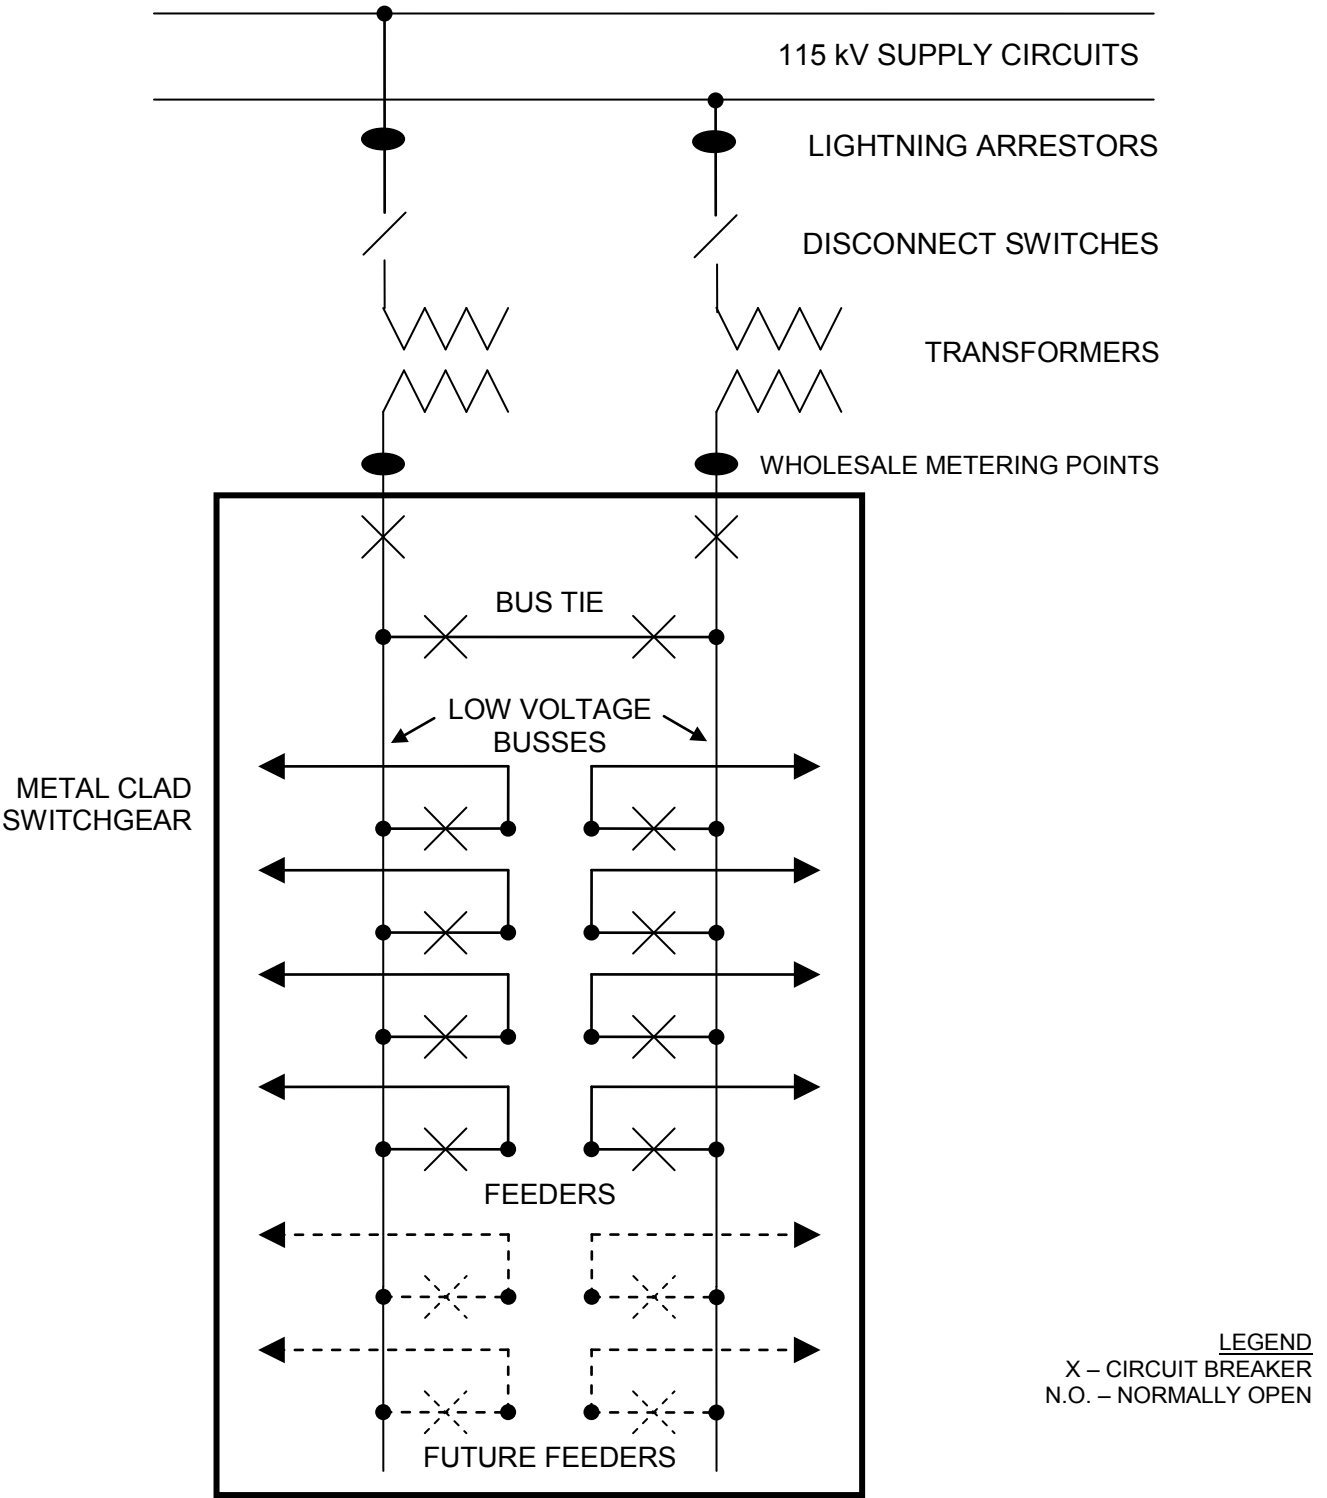 115 kV SUPPLY CIRCUITS
LIGHTNING ARRESTORS
DISCONNECT SWITCHES
TRANSFORMERS
WHOLESALE METERING POINTS
BUS TIE
LOW VOLTAGE
BUSSES
METAL CLAD
SWITCHGEAR
FEEDERS
FUTURE FEEDERS
LEGEND
X – CIRCUIT BREAKER
N.O. – NORMALLY OPEN